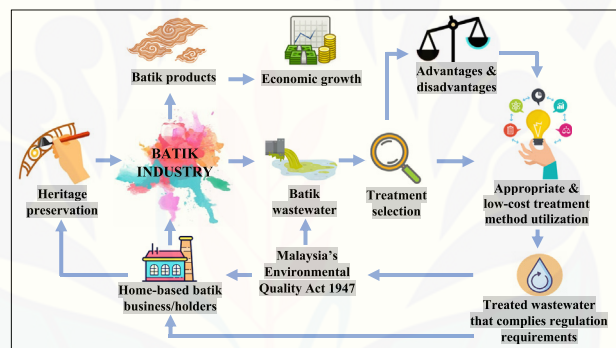 Batik products
Economic growth
Advantages &
disadvantages
BATIK
INDUSTRY
Heritage
preservation
Batik
wastewater
Treatment
selection
Appropriate &
low-cost treatment
method utilization
Home-based batik
business/holders
Malaysia's
Environmental
Quality Act 1947
Treated wastewater
that complies regulation
requirements